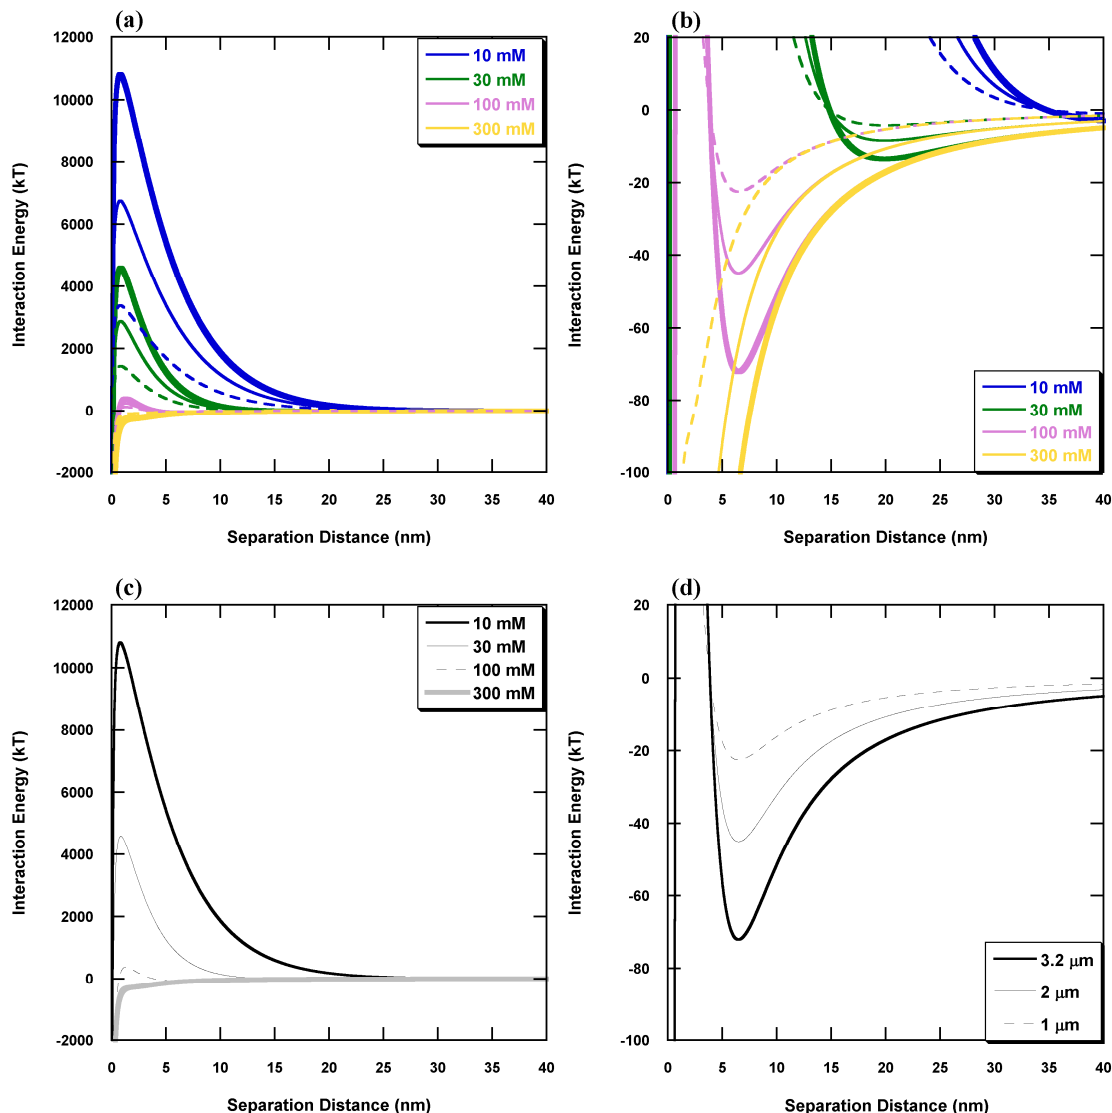 (a)
12000
10000
8000
6000
4000
2000
0
-2000
Interaction Energy (kT)
0 5 10 15 20 25 30 35 40
Separation Distance (nm)
10 mM
30 mM
100 mM
300 mM
(b)
20
0
-20
-40
-60
-80
-100
Interaction Energy (kT)
0 5 10 15 20 25 30 35 40
Separation Distance (nm)
10 mM
30 mM
100 mM
300 mM
(c)
12000
10000
8000
6000
4000
2000
0
-2000
Interaction Energy (kT)
0 5 10 15 20 25 30 35 40
Separation Distance (nm)
10 mM
30 mM
100 mM
300 mM
(d)
20
0
-20
-40
-60
-80
-100
Interaction Energy (kT)
0 5 10 15 20 25 30 35 40
Separation Distance (nm)
3.2 μm
2 μm
1 μm